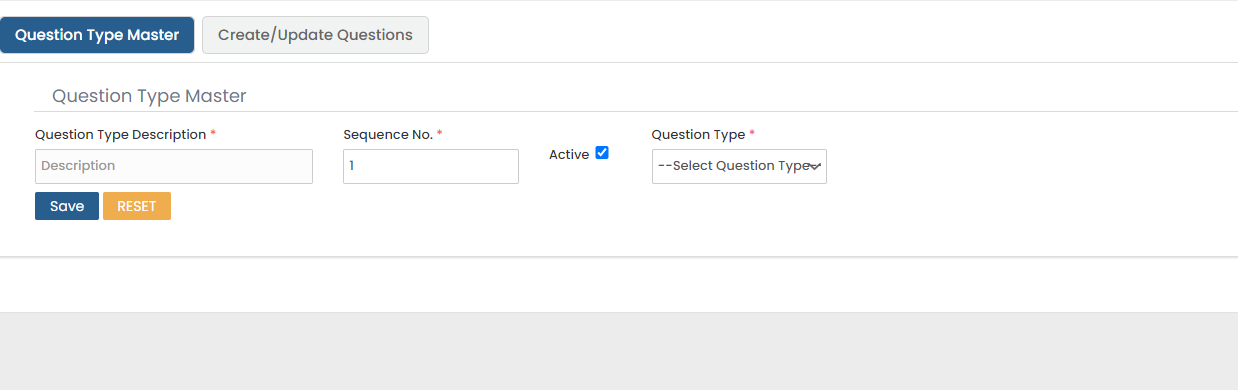 Question Type Master Create/Update Questions
Question Type Master
Question Type Description * Sequence No. * Active Question Type *
Description 1 --Select Question Type--
Save RESET